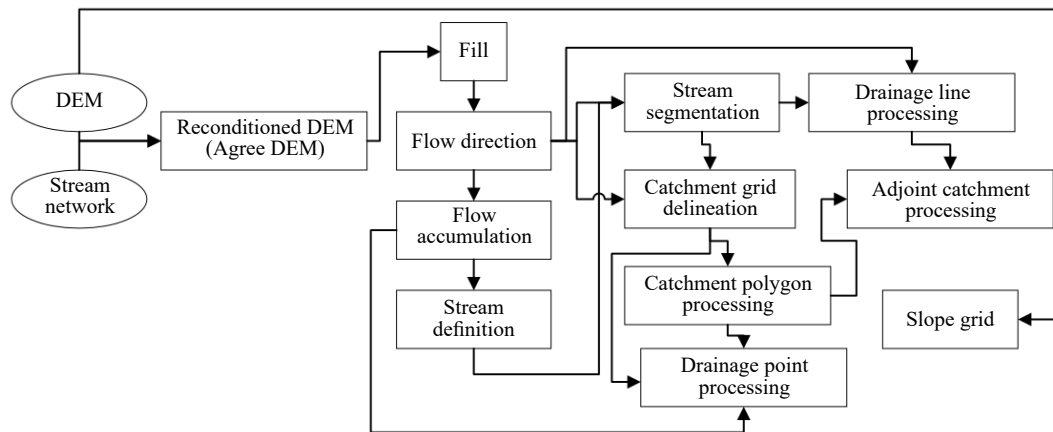 Fill
DEM
Stream
segmentation
Drainage line
processing
Reconditioned DEM
(Agree DEM)
Flow direction
Stream
network
Catchment grid
delineation
Adjoint catchment
processing
Flow
accumulation
Catchment polygon
processing
Stream
definition
Slope grid
Drainage point
processing